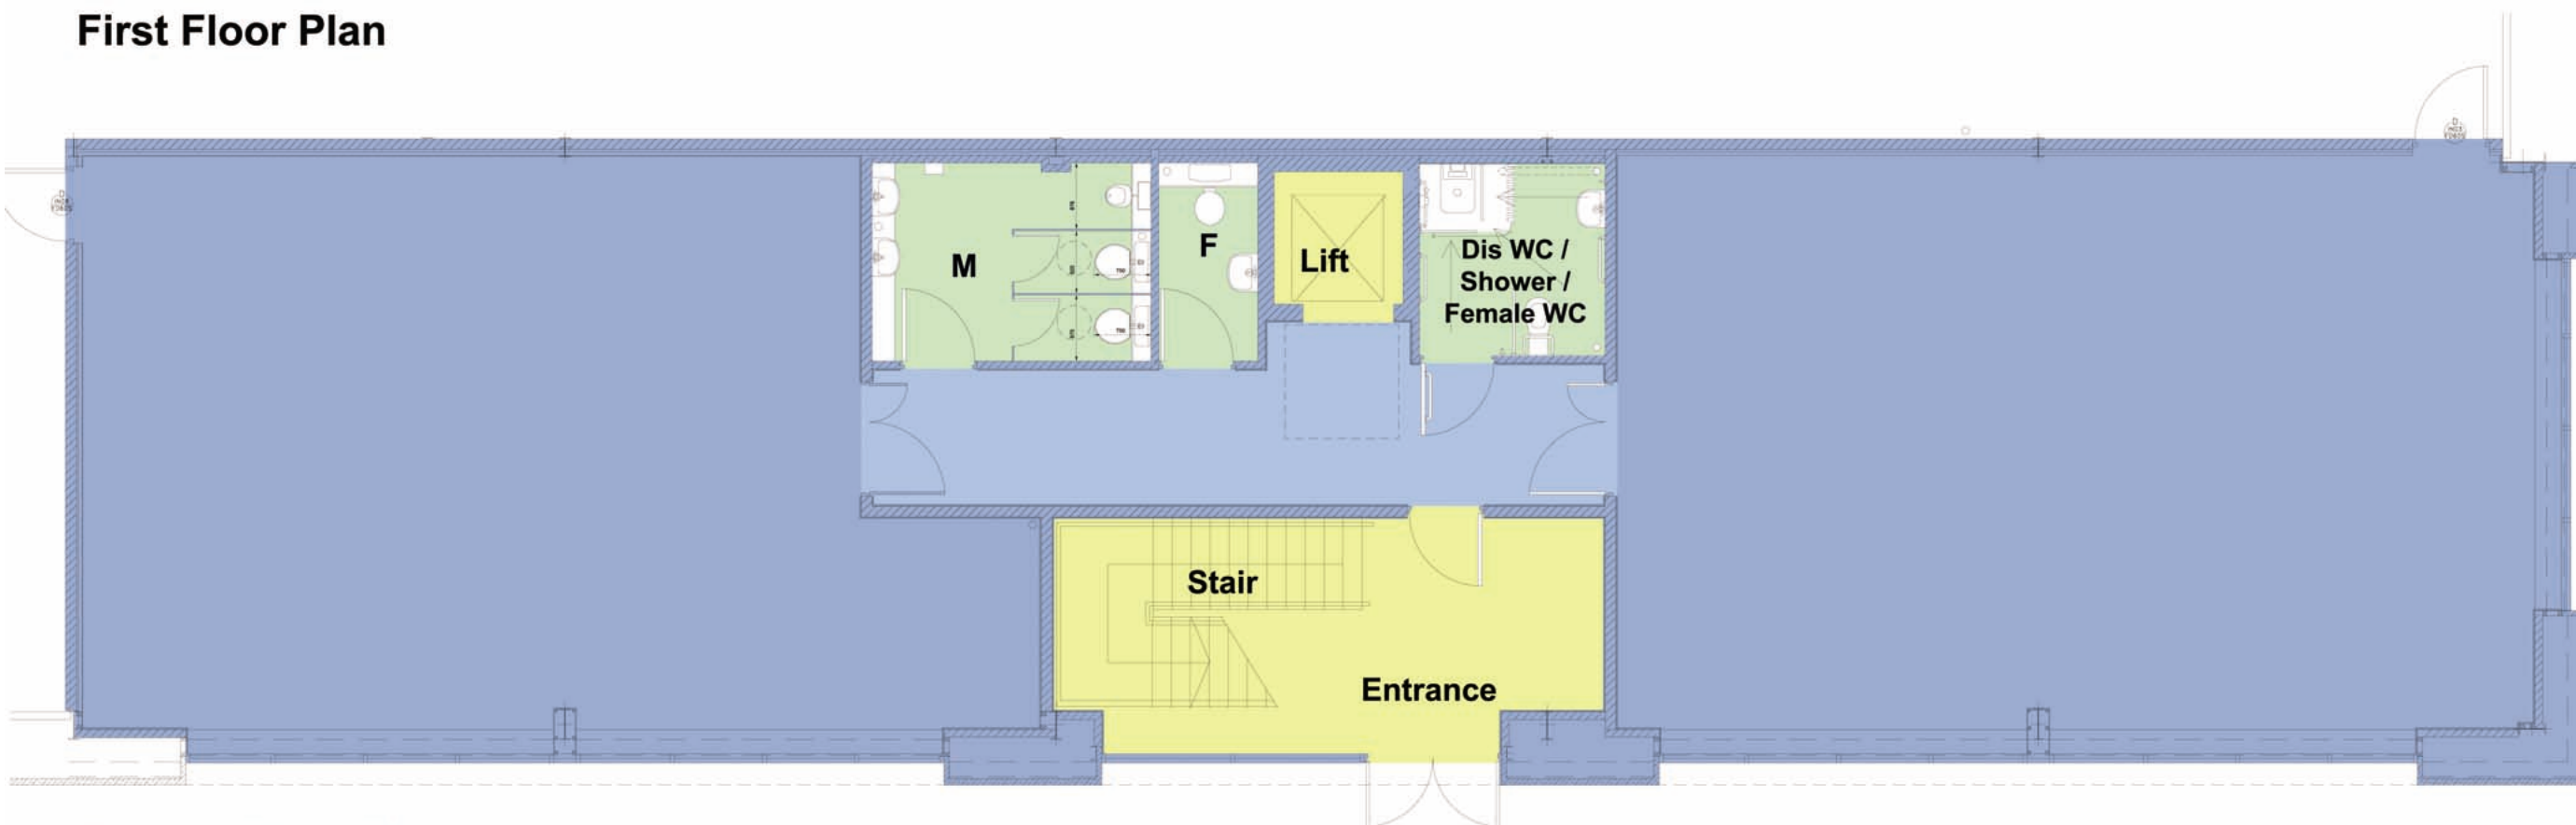 First Floor Plan
M
F
Lift
Dis WC /
Shower /
Female WC
Stair
Entrance